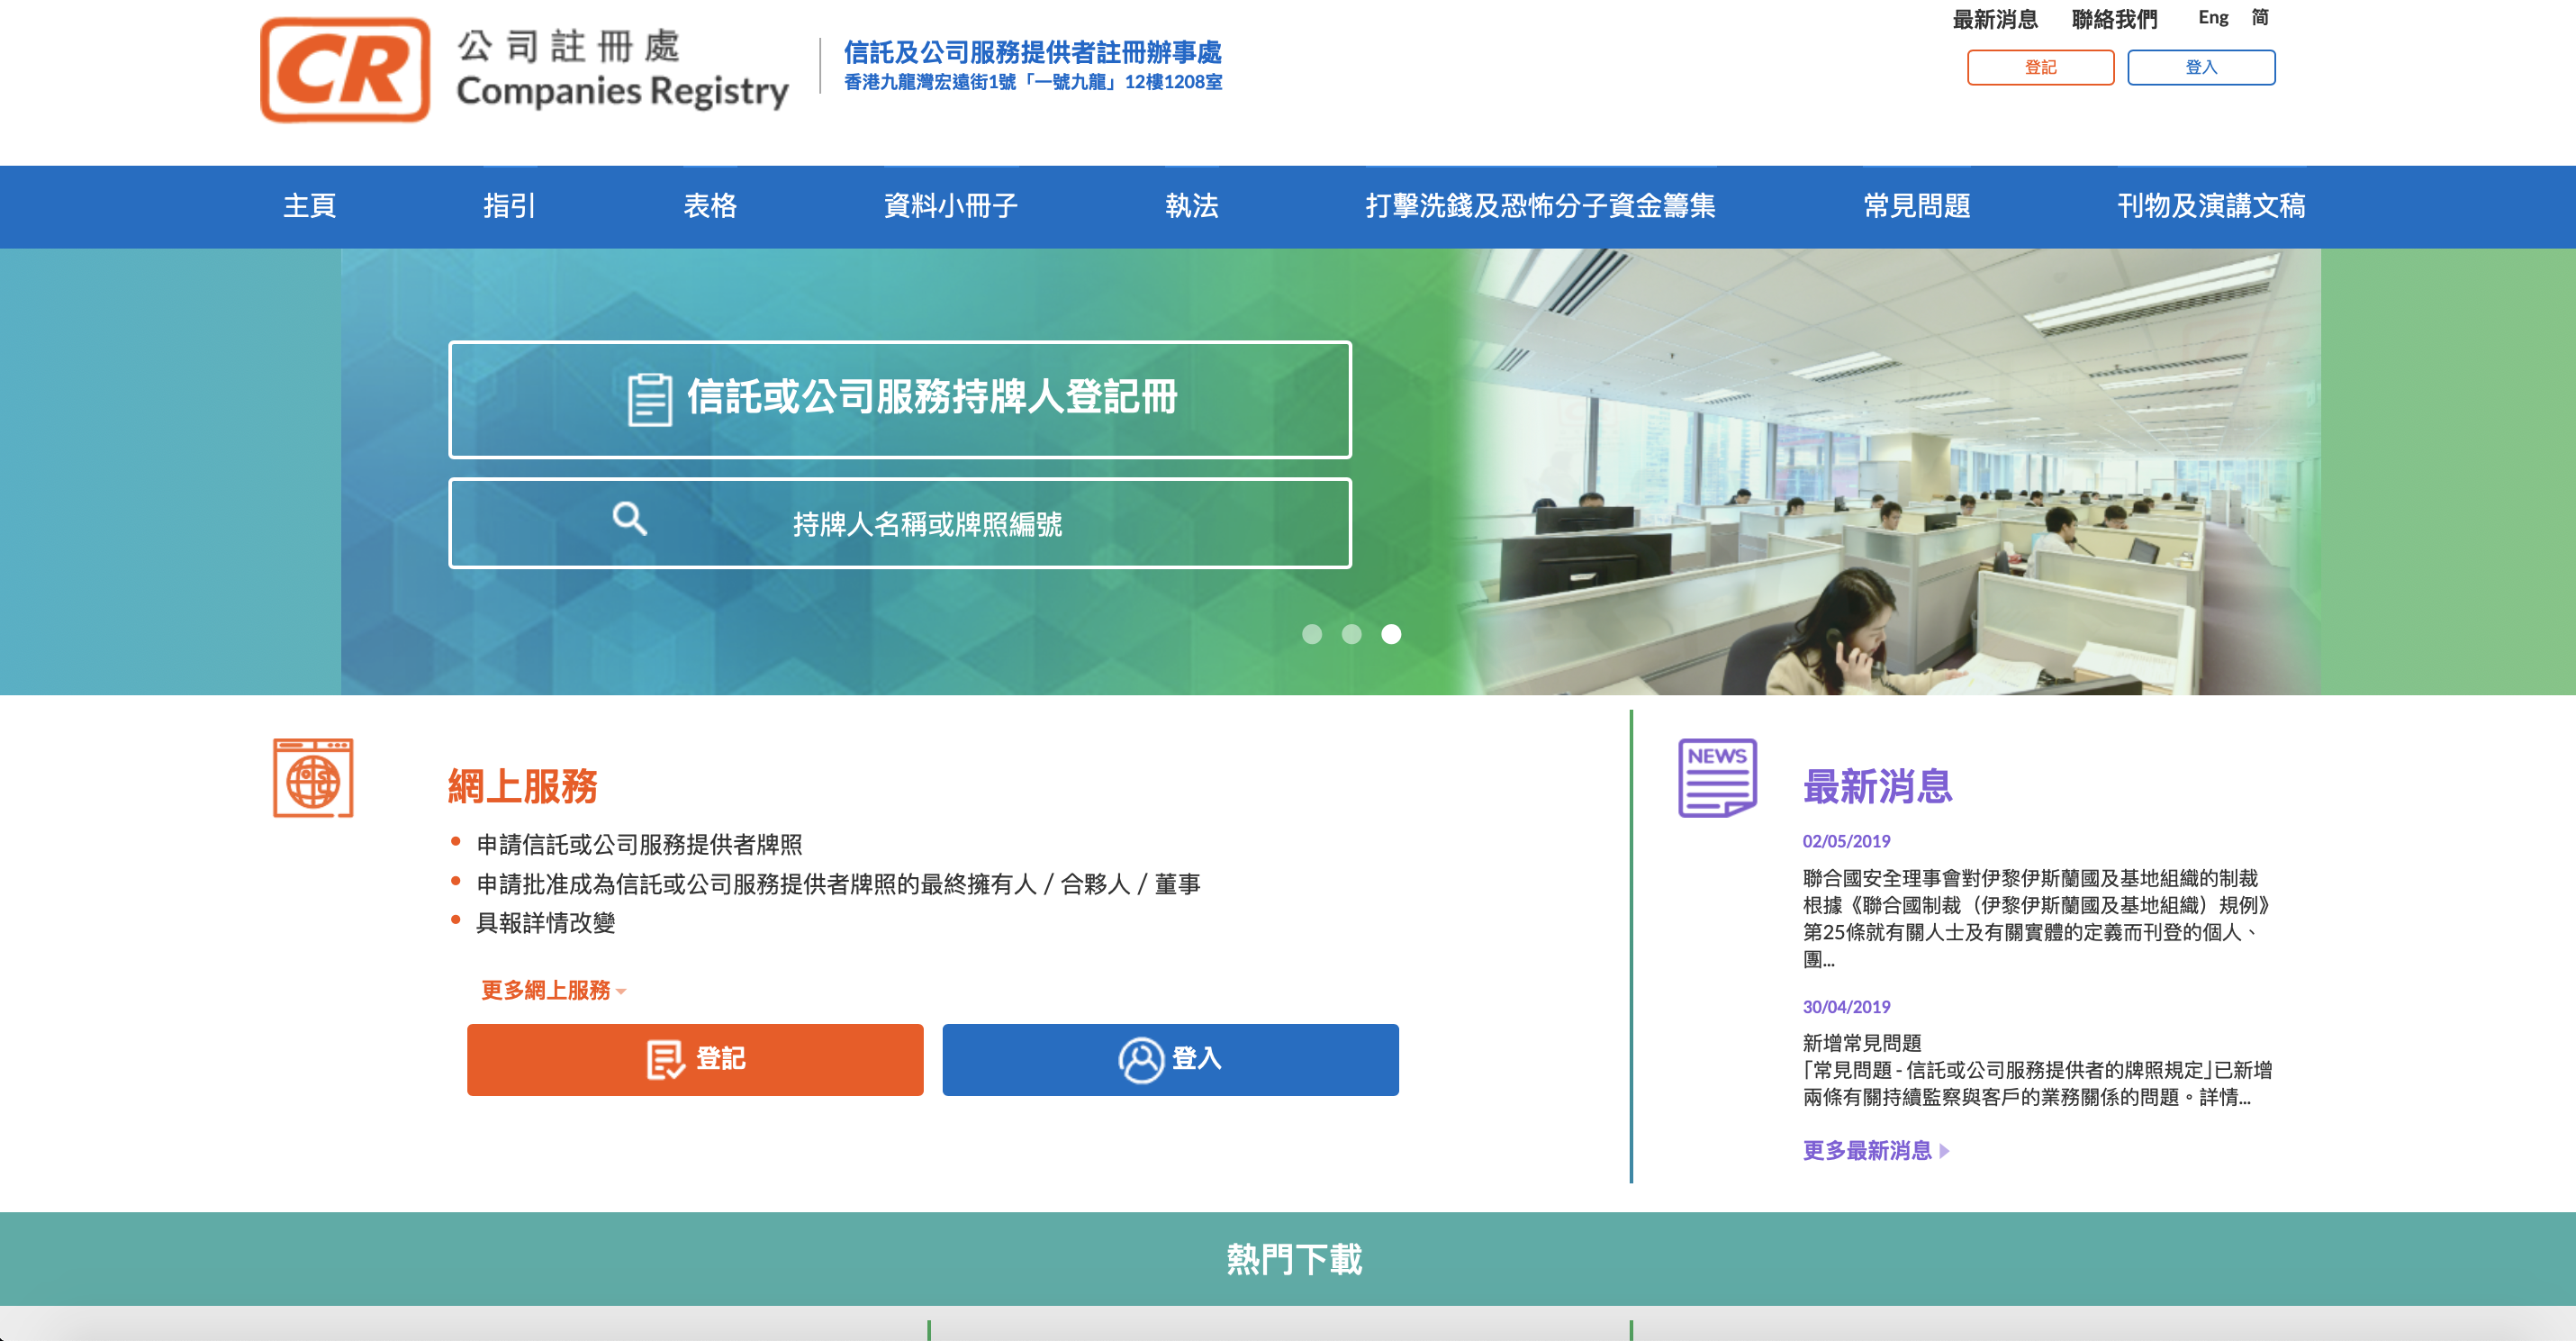 CR
公司註冊處
Companies Registry
信託及公司服務提供者註冊辦事處
香港九龍灣宏遠街1號「一號九龍」12樓1208室
最新消息 聯絡我們 Eng 简
登記 登入
主頁 指引 表格 資料小冊子 執法 打擊洗錢及恐怖分子資金籌集 常見問題 刊物及演講文稿
信託或公司服務持牌人登記冊
持牌人名稱或牌照編號
網上服務
申請信託或公司服務提供者牌照
申請批准成為信託或公司服務提供者牌照的最終擁有人 / 合夥人 / 董事
具報詳情改變
更多網上服務
登記 登入
NEWS
最新消息
02/05/2019
聯合國安全理事會對伊黎伊斯蘭國及基地組織的制裁
根據《聯合國制裁（伊黎伊斯蘭國及基地組織）規例》
第25條就有關人士及有關實體的定義而刊登的個人、
團...
30/04/2019
新增常見問題
「常見問題 - 信託或公司服務提供者的牌照規定」已新增
兩條有關持續監察與客戶的業務關係的問題。詳情...
更多最新消息
熱門下載